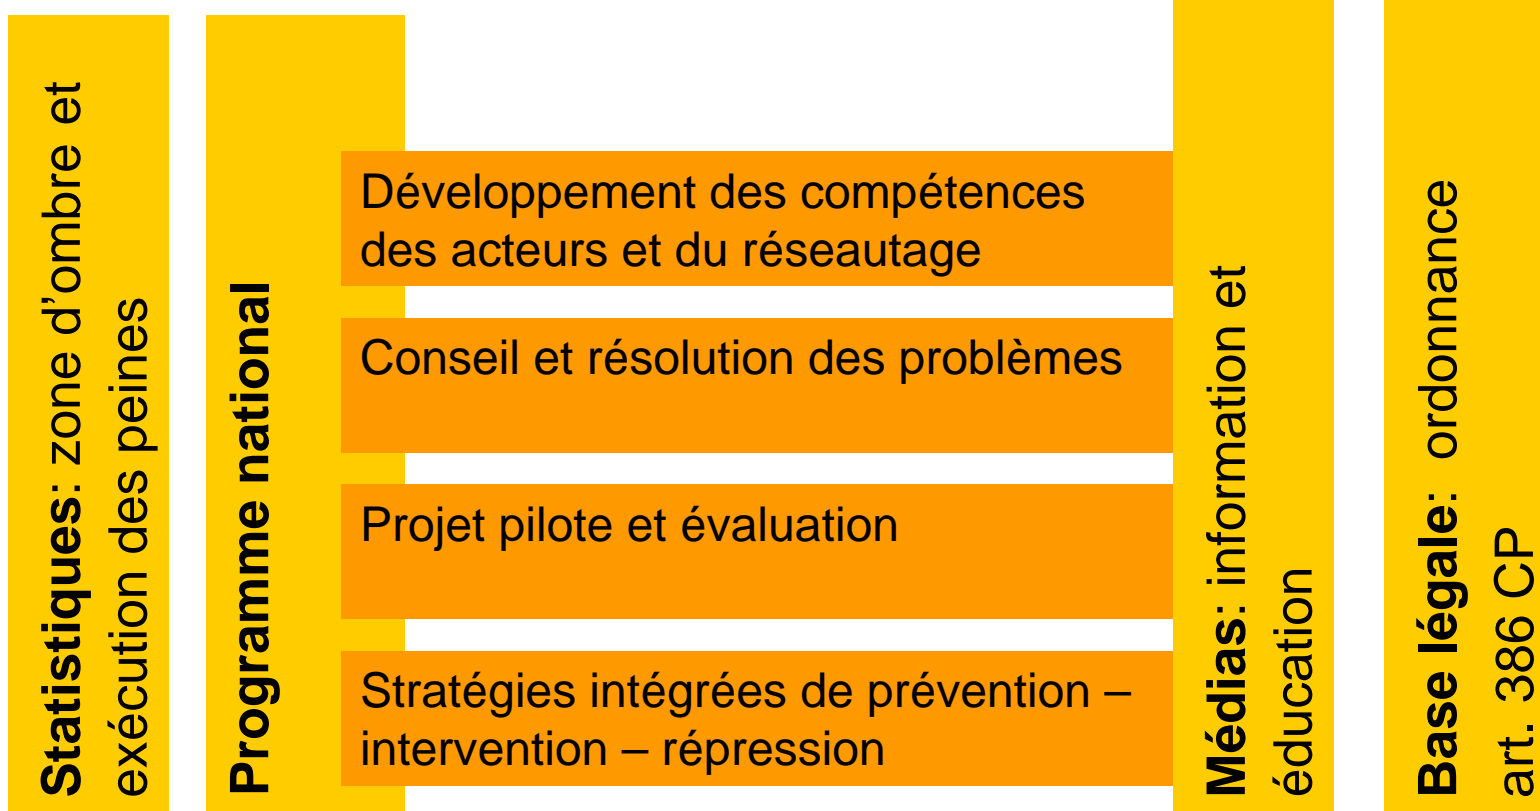 Statistiques: zone d’ombre et
exécution des peines
Programme national
Développement des compétences
des acteurs et du réseautage
Conseil et résolution des problèmes
Projet pilote et évaluation
Stratégies intégrées de prévention –
intervention – répression
Médias: information et
éducation
Base légale: ordonnance
art. 386 CP